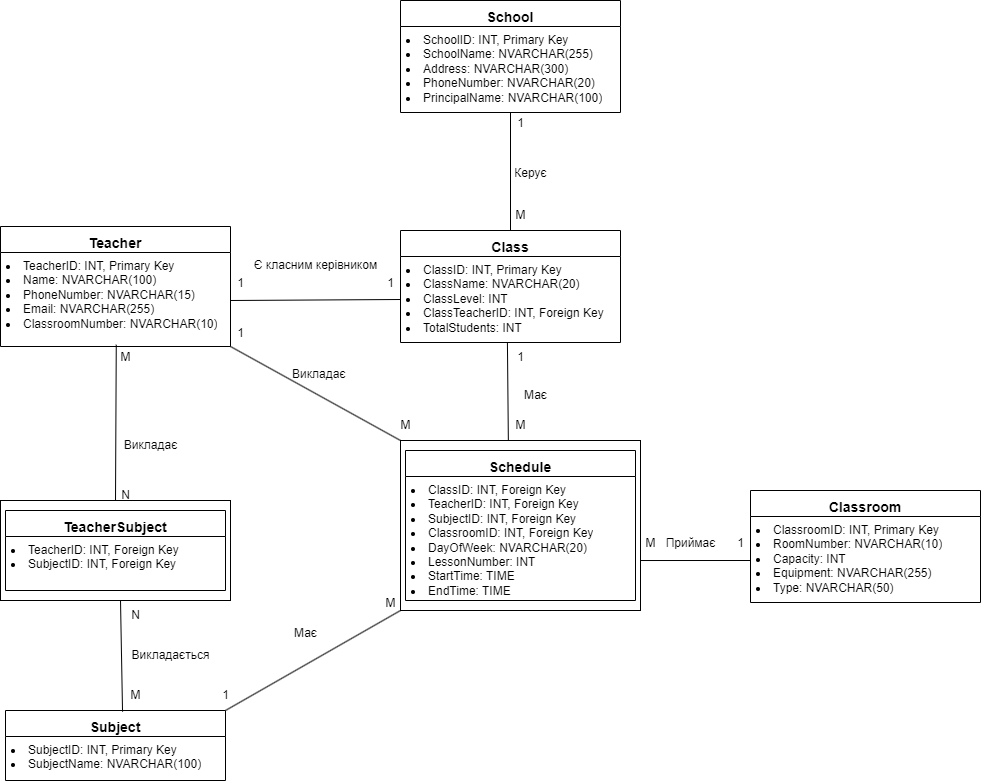 School
SchoolID: INT, Primary Key
SchoolName: NVARCHAR(255)
Address: NVARCHAR(300)
PhoneNumber: NVARCHAR(20)
PrincipalName: NVARCHAR(100)
1
Керує
M
Teacher
TeacherID: INT, Primary Key
Name: NVARCHAR(100)
PhoneNumber: NVARCHAR(15)
Email: NVARCHAR(255)
ClassroomNumber: NVARCHAR(10)
Є класним керівником
1
1
Class
ClassID: INT, Primary Key
ClassName: NVARCHAR(20)
ClassLevel: INT
ClassTeacherID: INT, Foreign Key
TotalStudents: INT
1
Викладає
M
1
Має
M
M
Викладає
N
TeacherSubject
TeacherID: INT, Foreign Key
SubjectID: INT, Foreign Key
Schedule
ClassID: INT, Foreign Key
TeacherID: INT, Foreign Key
SubjectID: INT, Foreign Key
ClassroomID: INT, Foreign Key
DayOfWeek: NVARCHAR(20)
LessonNumber: INT
StartTime: TIME
EndTime: TIME
M Приймає 1
Classroom
ClassroomID: INT, Primary Key
RoomNumber: NVARCHAR(10)
Capacity: INT
Equipment: NVARCHAR(255)
Type: NVARCHAR(50)
N
Викладається
M
M
Має
1
Subject
SubjectID: INT, Primary Key
SubjectName: NVARCHAR(100)